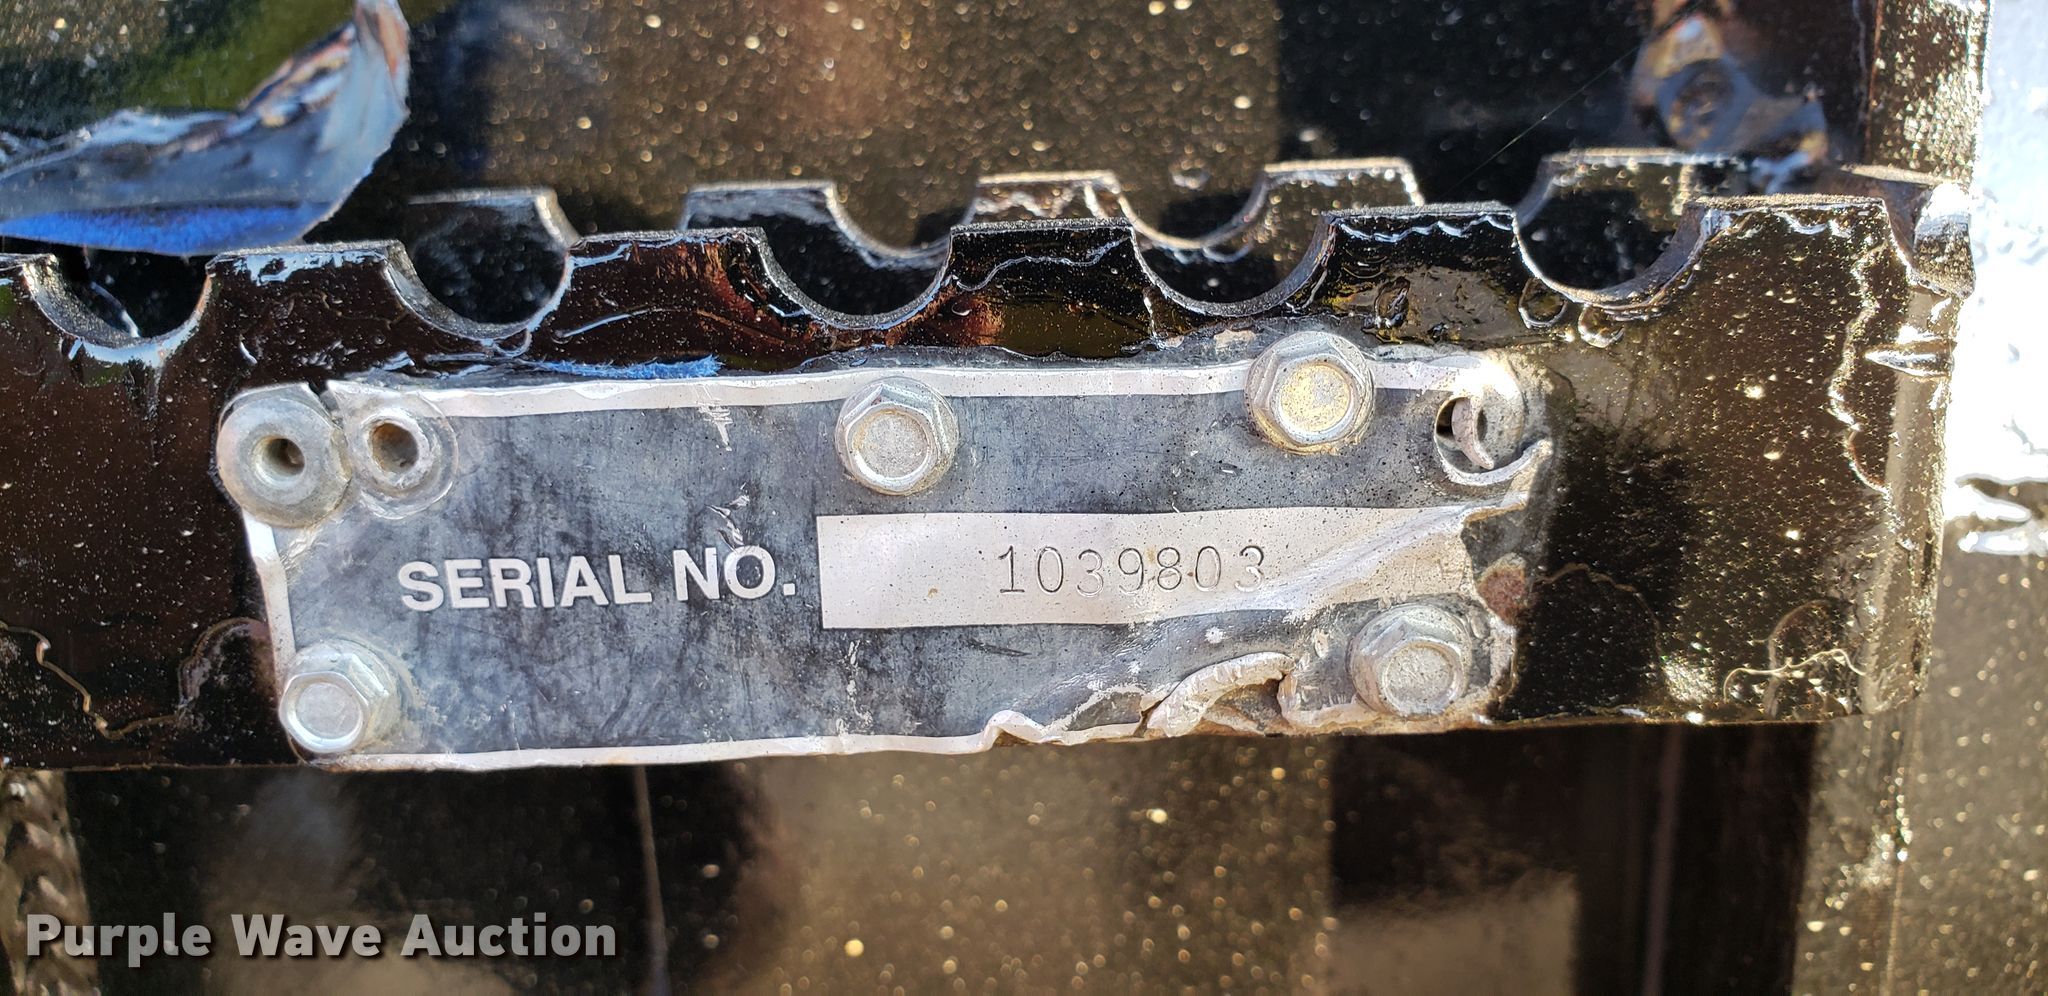 SERIAL NO. 1039803
Purple Wave Auction